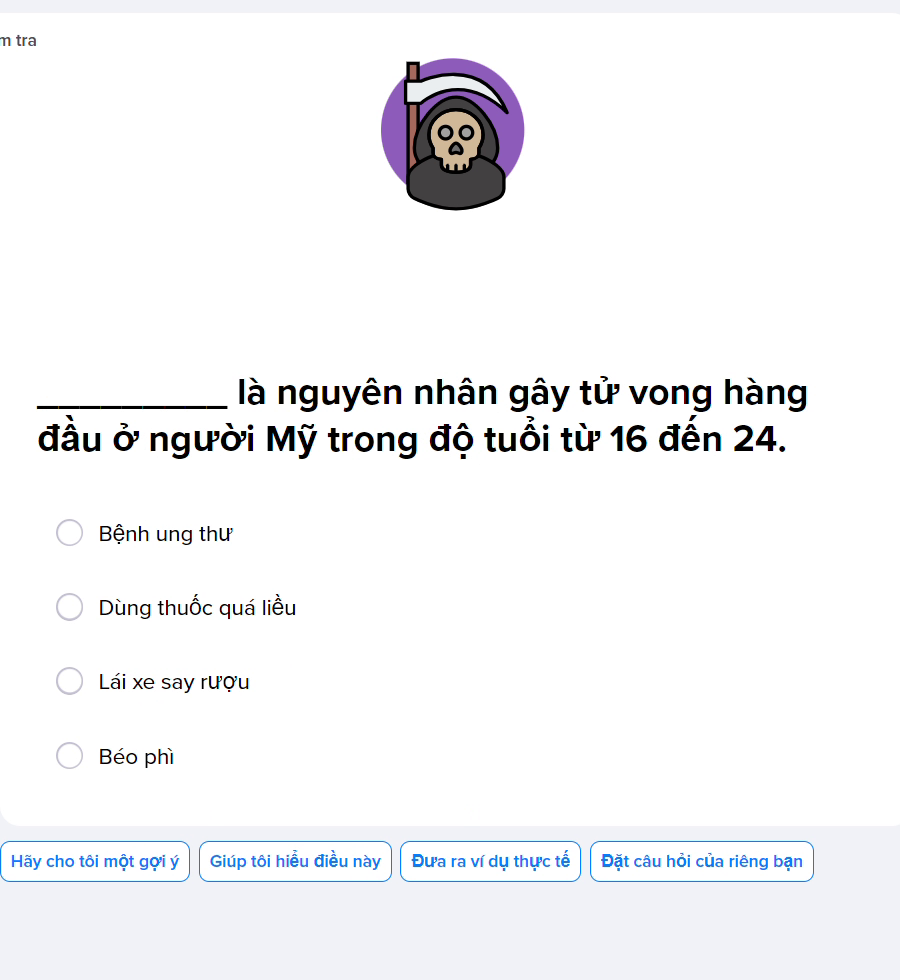 m tra
_________ là nguyên nhân gây tử vong hàng
đầu ở người Mỹ trong độ tuổi từ 16 đến 24.
Bệnh ung thư
Dùng thuốc quá liều
Lái xe say rượu
Béo phì
Hãy cho tôi một gợi ý
Giúp tôi hiểu điều này
Đưa ra ví dụ thực tế
Đặt câu hỏi của riêng bạn